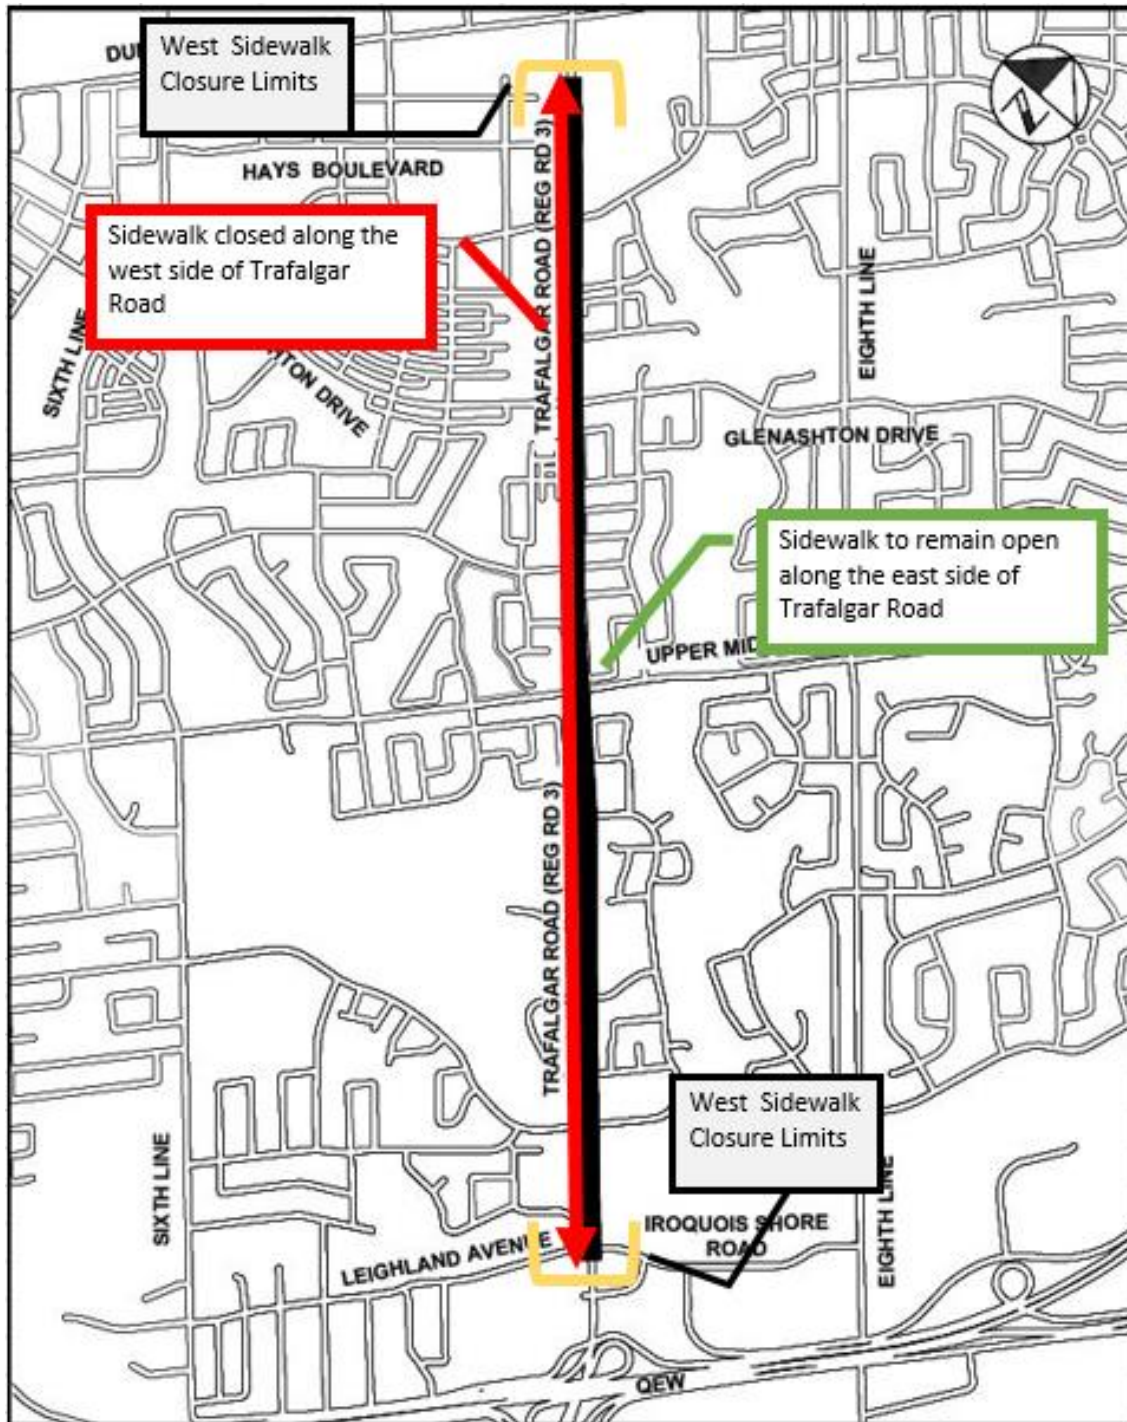 DU
West Sidewalk
Closure Limits
N
HAYS BOULEVARD
TRAFALGAR ROAD (REG RD 3)
Sidewalk closed along the
west side of Trafalgar
Road
SIXTH LINE
HTON DRIVE
EIGHTH LINE
GLENASHTON DRIVE
Sidewalk to remain open
along the east side of
Trafalgar Road
UPPER MID
TRAFALGAR ROAD (REG RD 3)
West Sidewalk
Closure Limits
SIXTH LINE
EIGHTH LINE
IROQUOIS SHORE
ROAD
LEIGHLAND AVENUE
QEW